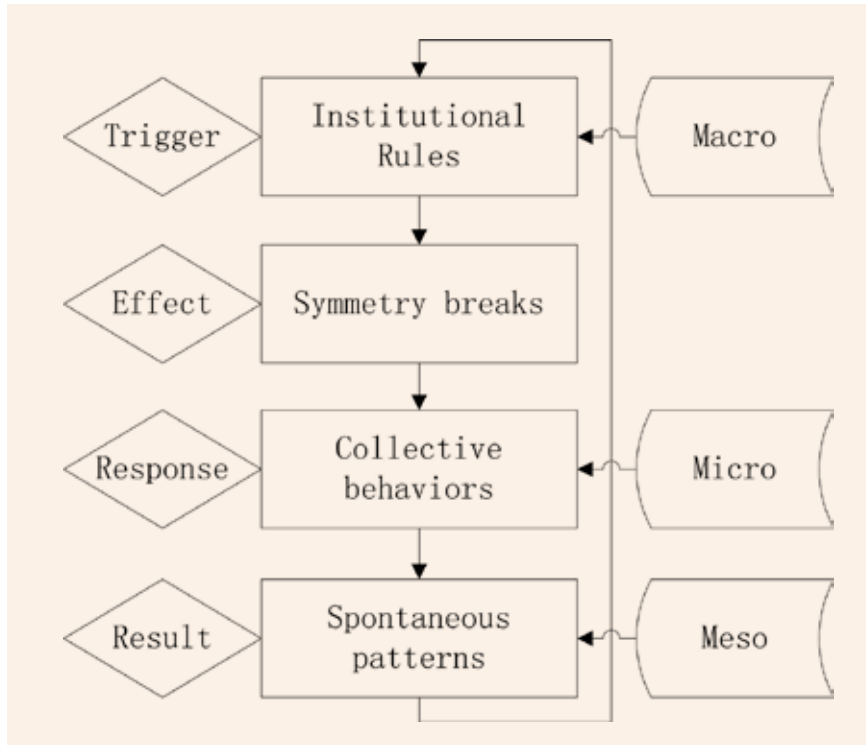 Trigger
Institutional
Rules
Macro
Effect
Symmetry breaks
Response
Collective
behaviors
Micro
Result
Spontaneous
patterns
Meso